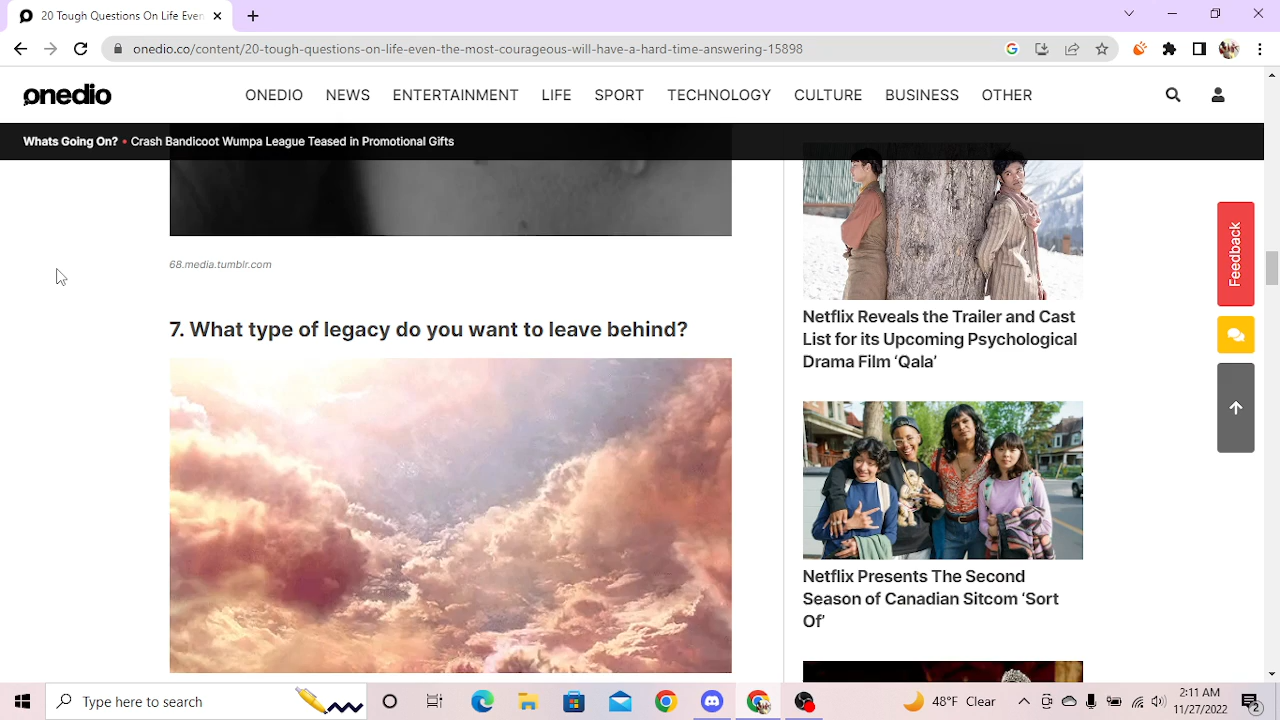 20 Tough Questions on Life Even
onedio.co/content/20-tough-questions-on-life-even-the-most-courageous-will-have-a-hard-time-answering-15898
onedio
ONEDIO NEWS ENTERTAINMENT LIFE SPORT TECHNOLOGY CULTURE BUSINESS OTHER
Whats Going On? • Crash Bandicoot Wumpa League Teased in Promotional Gifts
68.media.tumblr.com
7. What type of legacy do you want to leave behind?
Netflix Reveals the Trailer and Cast
List for its Upcoming Psychological
Drama Film ‘Qala’
Netflix Presents The Second
Season of Canadian Sitcom ‘Sort
Of’
Feedback
Type here to search
48°F Clear
2:11 AM
11/27/2022
2